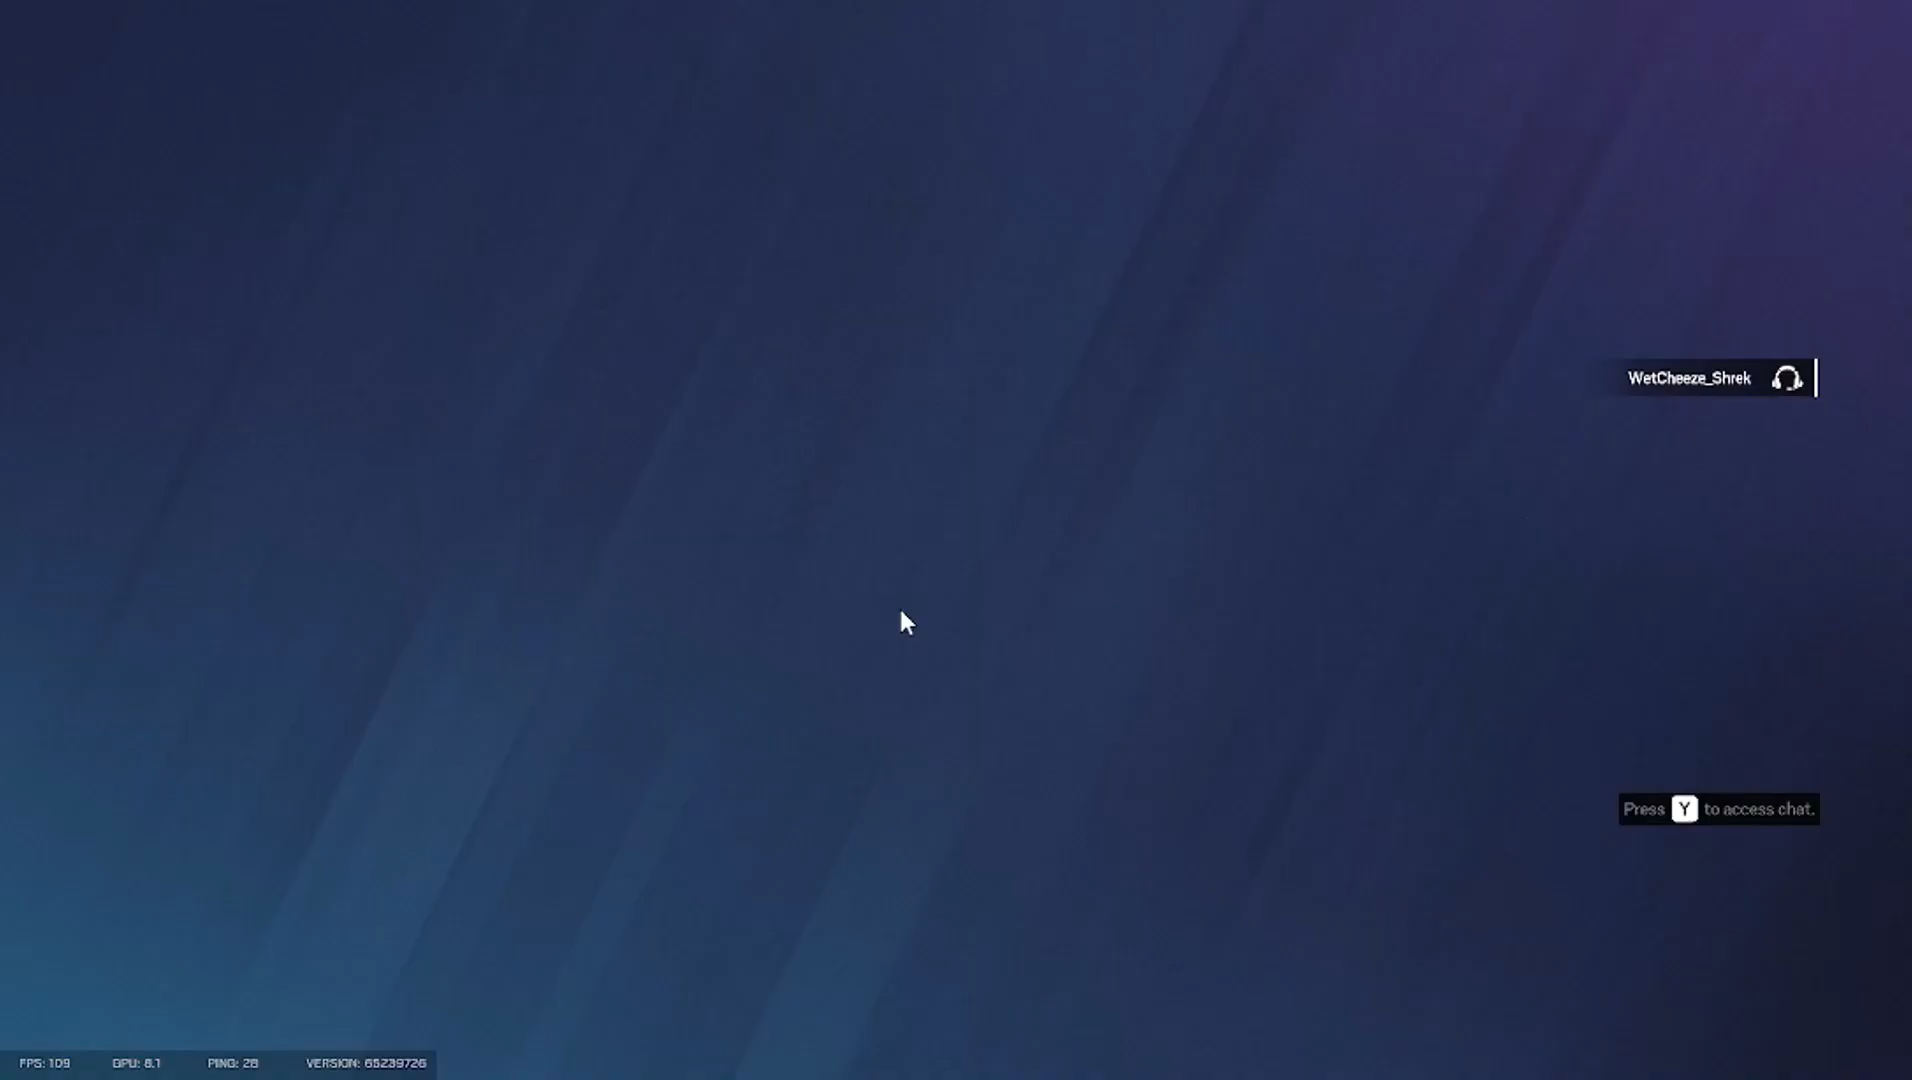 WetCheeze_Shrek
Press Y to access chat.
FPS: 109 GPU: 8.1 PING: 28 VERSION: 65239726